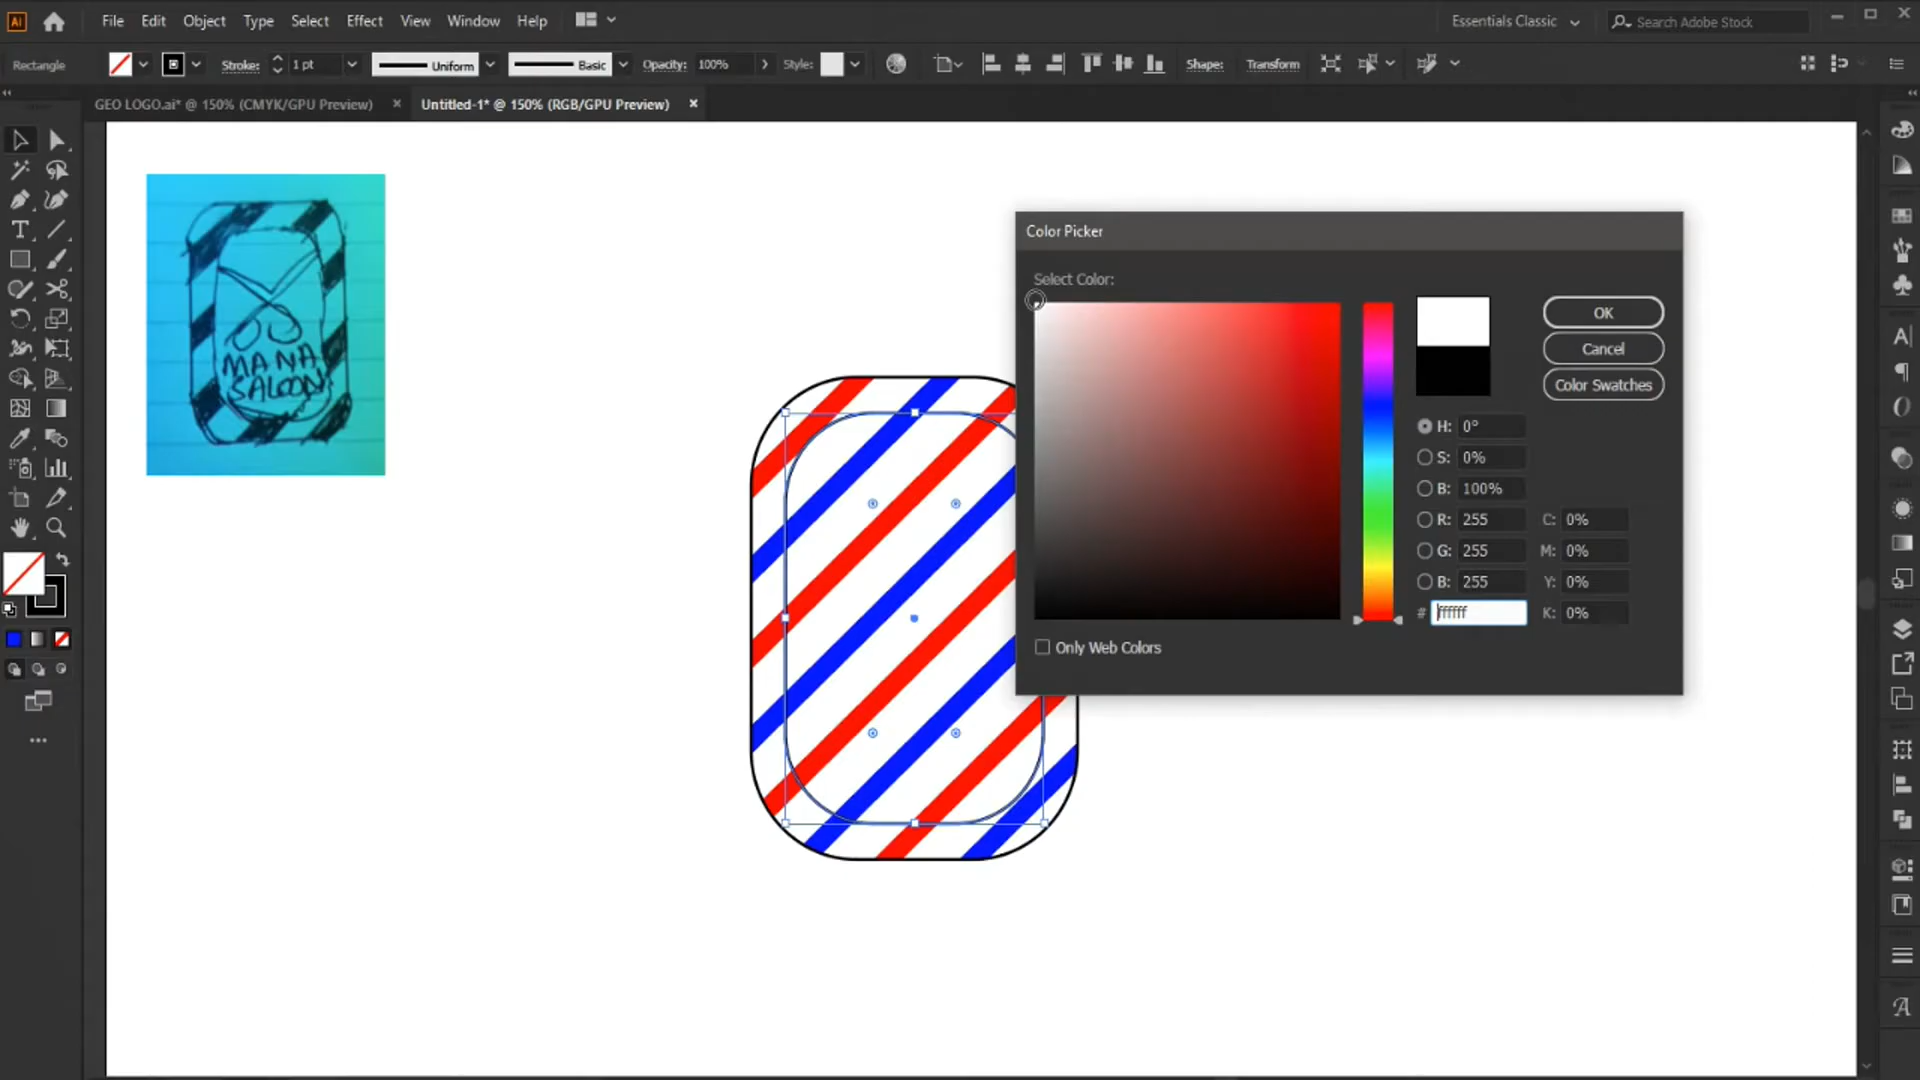 Ai File Edit Object Type Select Effect View Window Help Essentials Classic Search Adobe Stock
Rectangle Stroke: 1 pt Uniform Basic Opacity: 100% Style: Shape: Transform
GEO LOGO.ai* @ 150% (CMYK/GPU Preview) × Untitled-1* @ 150% (RGB/GPU Preview) ×
MANA
SALOON
Color Picker
Select Color:
OK
Cancel
Color Swatches
H: 0°
S: 0%
B: 100%
R: 255 C: 0%
G: 255 M: 0%
B: 255 Y: 0%
# ffffff K: 0%
Only Web Colors